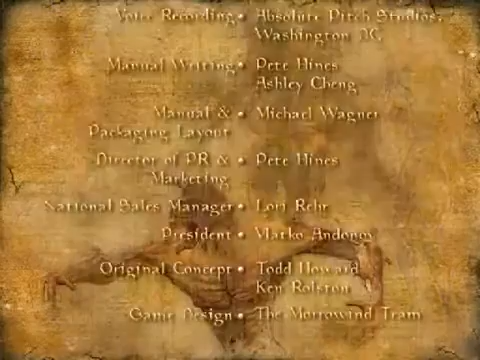 Voice Recording • Absolute Pitch Studios,
Washington DC
Manual Writing • Pete Hines
Ashley Cheng
Manual & • Michael Wagner
Packaging Layout
Director of PR & • Pete Hines
Marketing
National Sales Manager • Lori Rehr
President • Vlatko Andonov
Original Concept • Todd Howard
Ken Rolston
Game Design • The Morrowind Team